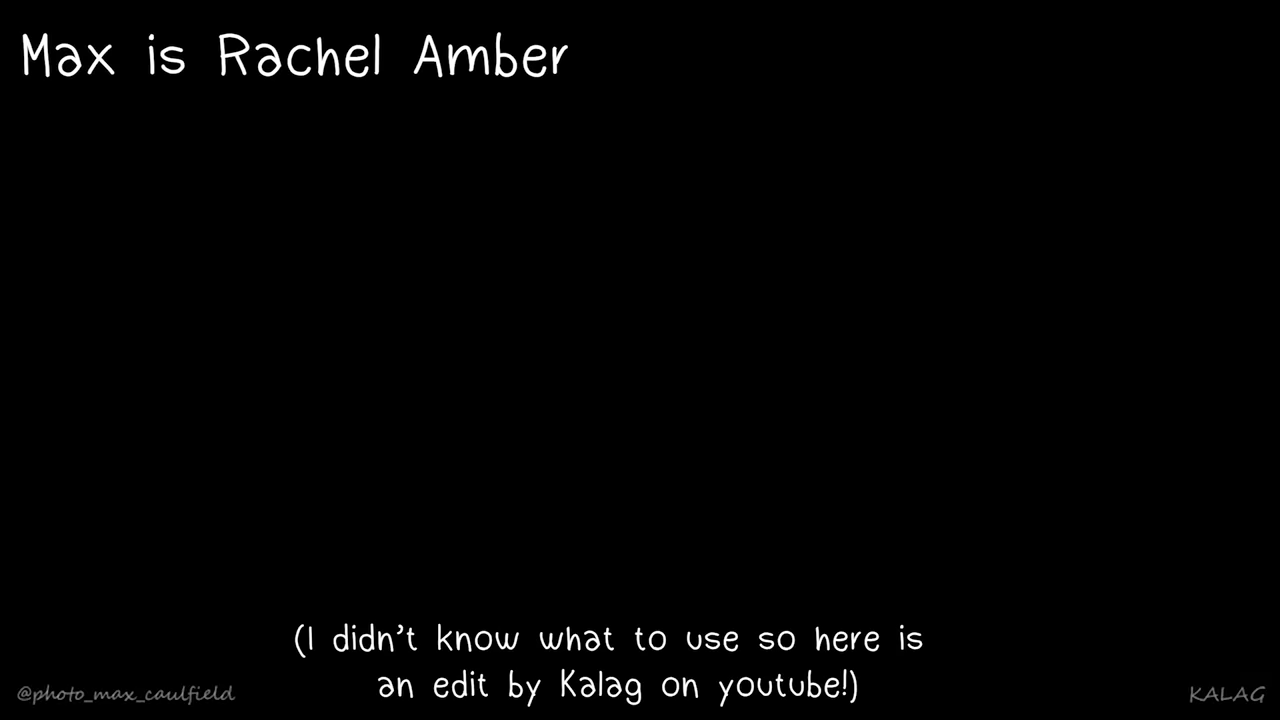 Max is Rachel Amber
(I didn't know what to use so here is
an edit by Kalag on youtube!)
@photo_max_caulfield
KALAG